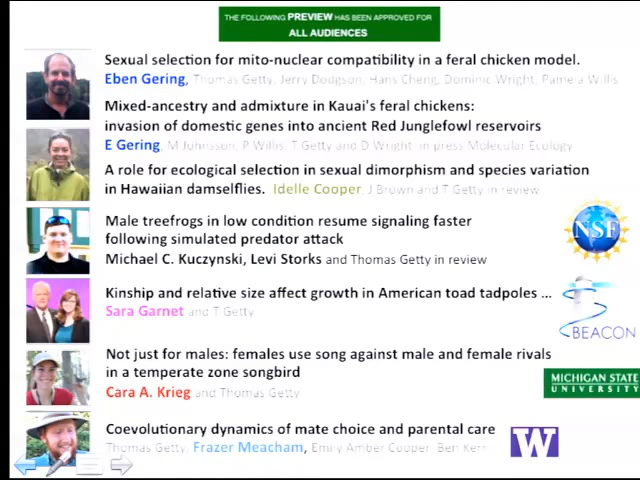 THE FOLLOWING PREVIEW HAS BEEN APPROVED FOR
ALL AUDIENCES
Sexual selection for mito-nuclear compatibility in a feral chicken model.
Eben Gering, Thomas Getty, Jerry Dodgson, Hans Cheng, Dominic Wright, Pamela Willis
Mixed-ancestry and admixture in Kauai's feral chickens:
invasion of domestic genes into ancient Red Junglefowl reservoirs
E Gering, M Johnsson, P Willis, T Getty and D Wright, in press Molecular Ecology
A role for ecological selection in sexual dimorphism and species variation
in Hawaiian damselflies. Idelle Cooper, J Brown and T Getty in review
Male treefrogs in low condition resume signaling faster
following simulated predator attack
Michael C. Kuczynski, Levi Storks and Thomas Getty in review
NSF
Kinship and relative size affect growth in American toad tadpoles ...
Sara Garnet and T Getty
BEACON
Not just for males: females use song against male and female rivals
in a temperate zone songbird
Cara A. Krieg and Thomas Getty
MICHIGAN STATE
UNIVERSITY
Coevolutionary dynamics of mate choice and parental care
Thomas Getty, Frazer Meacham, Emily Amber Cooper, Ben Kerr
W